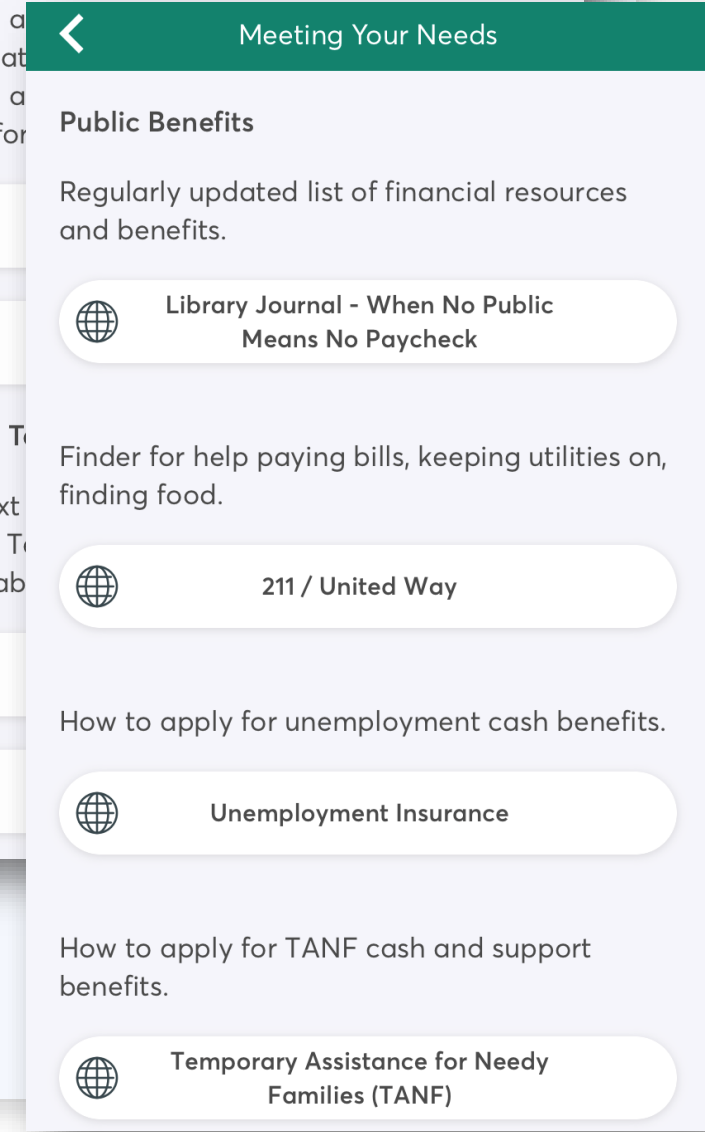 Meeting Your Needs
Public Benefits
Regularly updated list of financial resources
and benefits.
Library Journal - When No Public
Means No Paycheck
Finder for help paying bills, keeping utilities on,
finding food.
211 / United Way
How to apply for unemployment cash benefits.
Unemployment Insurance
How to apply for TANF cash and support
benefits.
Temporary Assistance for Needy
Families (TANF)